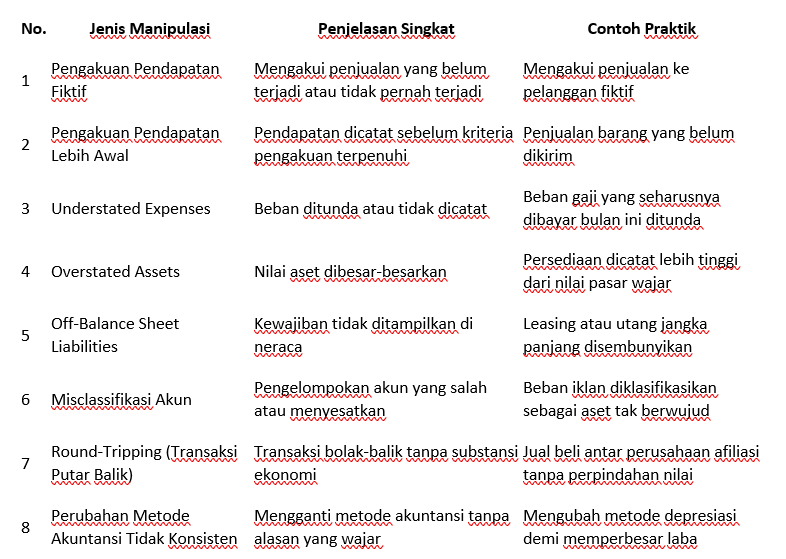 No. Jenis Manipulasi Penjelasan Singkat Contoh Praktik
1 Pengakuan Pendapatan Fiktif Mengakui penjualan yang belum terjadi atau tidak pernah terjadi Mengakui penjualan ke pelanggan fiktif
2 Pengakuan Pendapatan Lebih Awal Pendapatan dicatat sebelum kriteria pengakuan terpenuhi Penjualan barang yang belum dikirim
3 Understated Expenses Beban ditunda atau tidak dicatat Beban gaji yang seharusnya dibayar bulan ini ditunda
4 Overstated Assets Nilai aset dibesar-besarkan Persediaan dicatat lebih tinggi dari nilai pasar wajar
5 Off-Balance Sheet Liabilities Kewajiban tidak ditampilkan di neraca Leasing atau utang jangka panjang disembunyikan
6 Misclassifikasi Akun Pengelompokan akun yang salah atau menyesatkan Beban iklan diklasifikasikan sebagai aset tak berwujud
7 Round-Tripping (Transaksi Putar Balik) Transaksi bolak-balik tanpa substansi ekonomi Jual beli antar perusahaan afiliasi tanpa perpindahan nilai
8 Perubahan Metode Akuntansi Tidak Konsisten Mengganti metode akuntansi tanpa alasan yang wajar Mengubah metode depresiasi demi memperbesar laba